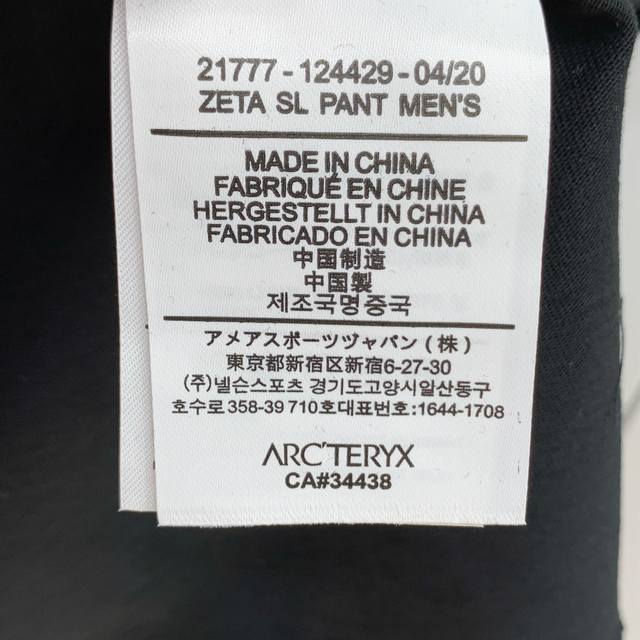 21777-124429-04/20
ZETA SL PANT MEN'S
MADE IN CHINA
FABRIQUÉ EN CHINE
HERGESTELLT IN CHINA
FABRICADO EN CHINA
中国制造
中国製
제조국명중국
アメアスポーツヅャパン(株)
東京都新宿区新宿6-27-30
(주)넬슨스포츠 경기도고양시일산동구
호수로358-39 710호대표번호:1644-1708
ARC'TERYX
CA#34438